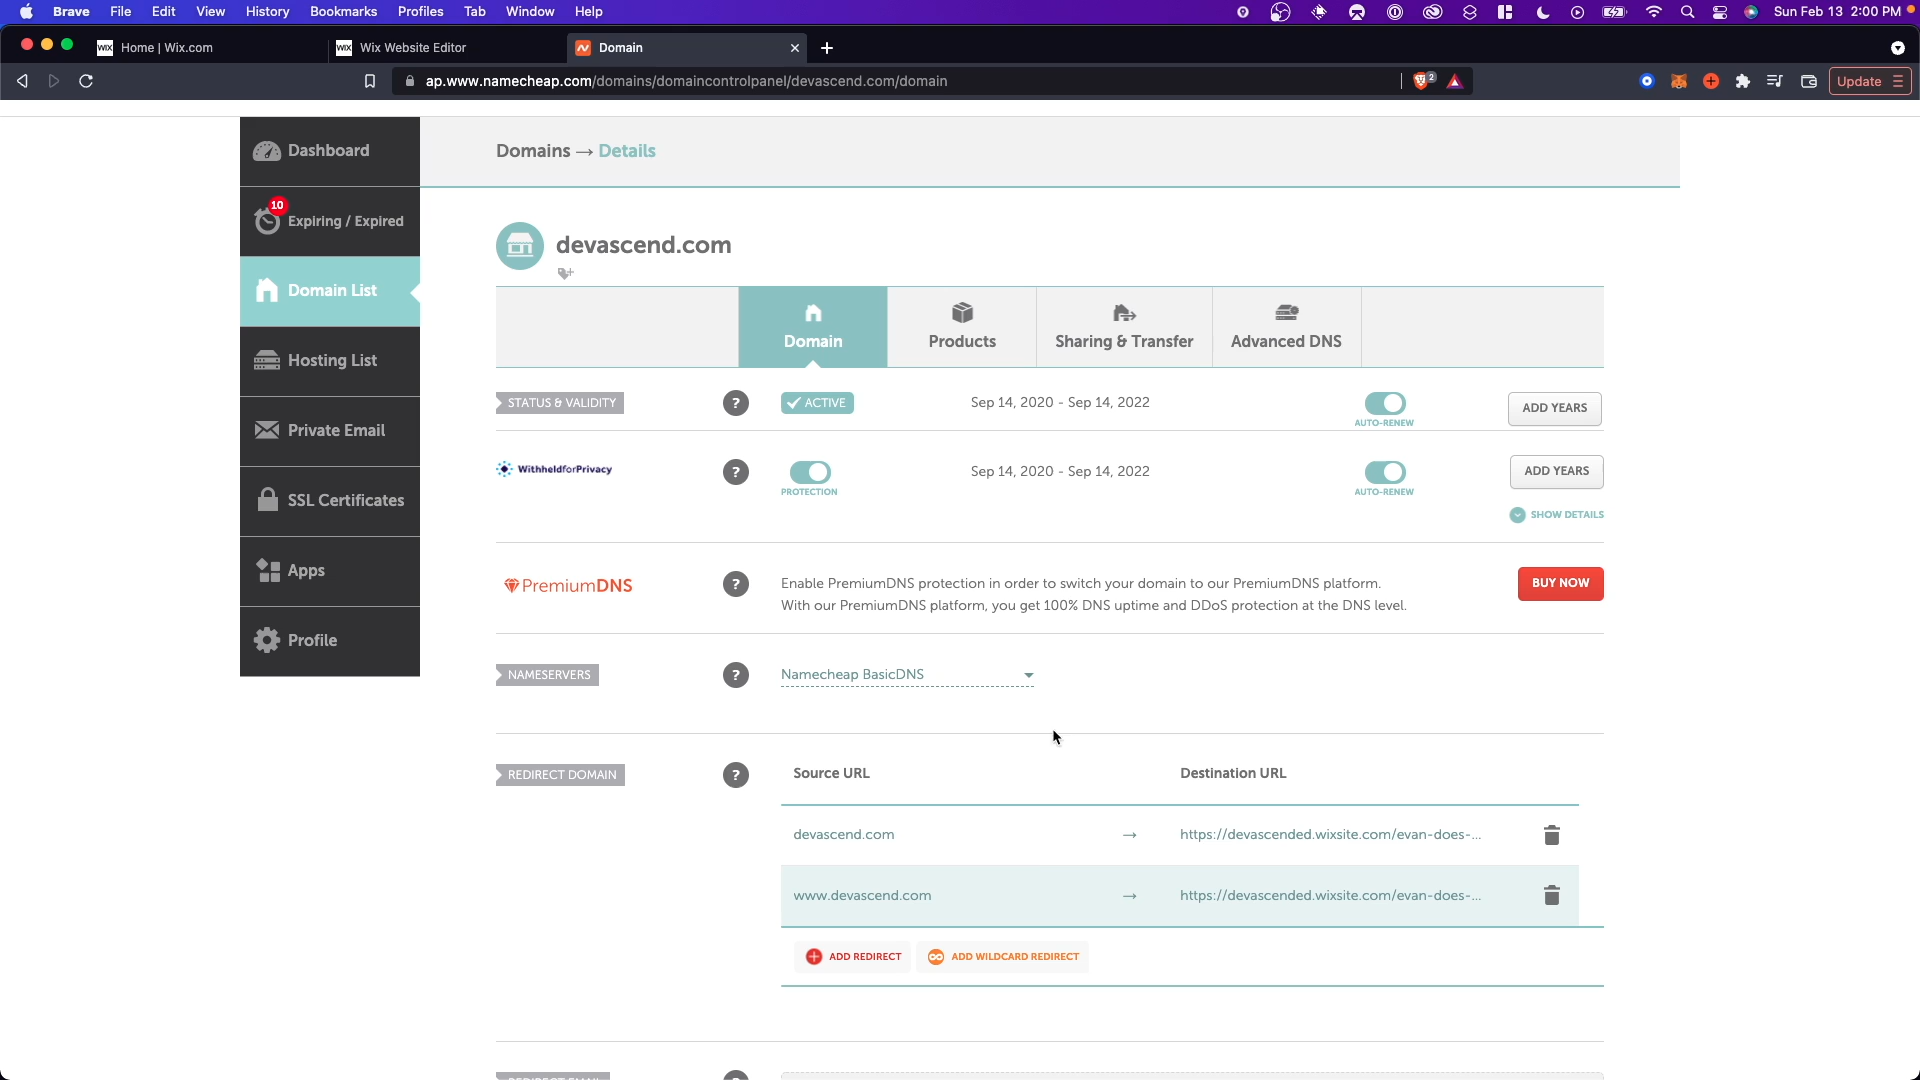 Brave File Edit View History Bookmarks Profiles Tab Window Help Sun Feb 13 2:00 PM
WiX Home | Wix.com WiX Wix Website Editor Domain
ap.www.namecheap.com/domains/domaincontrolpanel/devascend.com/domain 2 Update
Dashboard
10
Expiring / Expired
Domain List
Hosting List
Private Email
SSL Certificates
Apps
Profile
Domains → Details
devascend.com
Domain Products Sharing & Transfer Advanced DNS
STATUS & VALIDITY ? ACTIVE Sep 14, 2020 - Sep 14, 2022 AUTO-RENEW ADD YEARS
WithheldforPrivacy ? PROTECTION Sep 14, 2020 - Sep 14, 2022 AUTO-RENEW ADD YEARS
SHOW DETAILS
PremiumDNS ? Enable PremiumDNS protection in order to switch your domain to our PremiumDNS platform. BUY NOW
With our PremiumDNS platform, you get 100% DNS uptime and DDoS protection at the DNS level.
NAMESERVERS ? Namecheap BasicDNS
REDIRECT DOMAIN ? Source URL Destination URL
devascend.com → https://devascended.wixsite.com/evan-does-...
www.devascend.com → https://devascended.wixsite.com/evan-does-...
ADD REDIRECT ADD WILDCARD REDIRECT